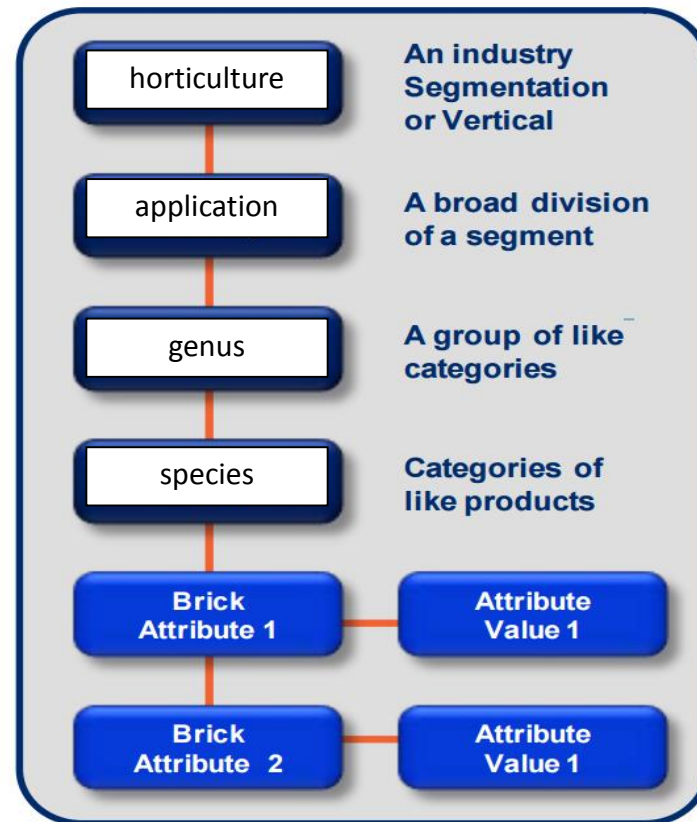 horticulture
An industry
Segmentation
or Vertical
application
A broad division
of a segment
genus
A group of like
categories
species
Categories of
like products
Brick
Attribute 1
Attribute
Value 1
Brick
Attribute 2
Attribute
Value 1